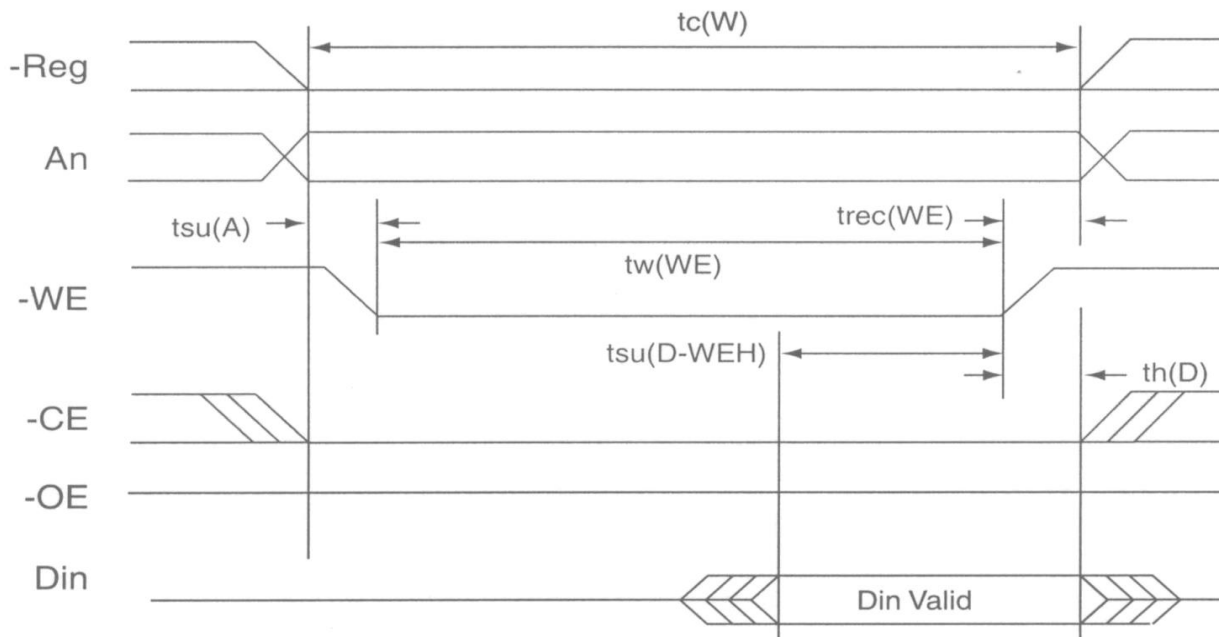 tc(W)
-Reg
An
tsu(A)
trec(WE)
tw(WE)
-WE
tsu(D-WEH)
th(D)
-CE
-OE
Din
Din Valid